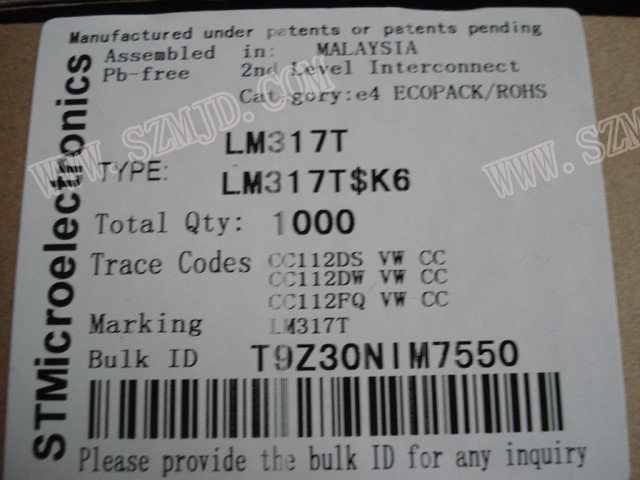 Manufactured under patents or patents pending
Assembled in: MALAYSIA
Pb-free 2nd Level Interconnect
Category:e4 ECOPACK/ROHS
LM317T
TYPE: LM317T$K6
Total Qty: 1000
Trace Codes CC112DS VW CC
CC112DW VW CC
CC112FQ VW CC
Marking LM317T
Bulk ID T9Z30N1M7550
Please provide the bulk ID for any inquiry
STMicroelectronics
WWW.SZMJD.COM
WWW.SZM